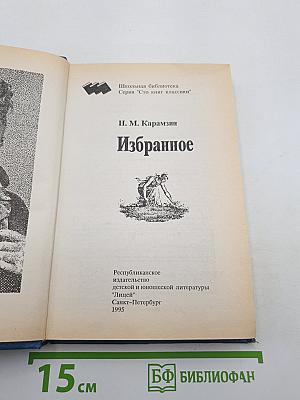 Школьная библиотека
Серия "Сто книг классики"
Н. М. Карамзин
Избранное
Республиканское
издательство
детской и юношеской литературы
"Лицей"
Санкт-Петербург
1995
15 см
БФ БИБЛИОФАН